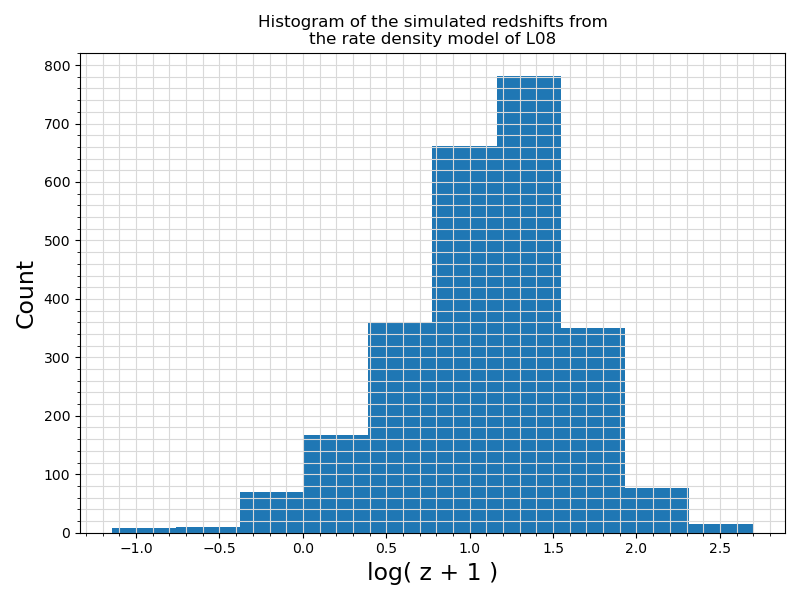 Histogram of the simulated redshifts from
the rate density model of L08
800
700
600
500
400
300
200
100
0
Count
−1.0 −0.5 0.0 0.5 1.0 1.5 2.0 2.5
log( z + 1 )